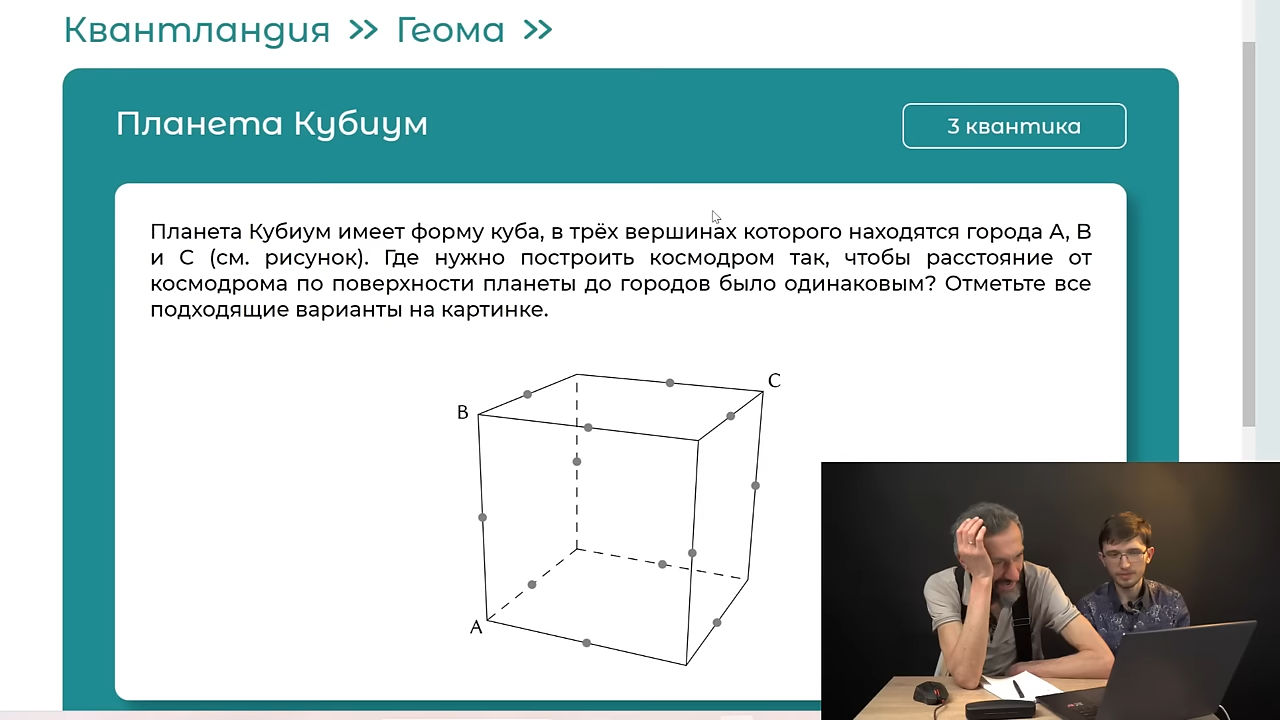 Квантландия >> Геома >>
Планета Кубиум
3 квантика
Планета Кубиум имеет форму куба, в трёх вершинах которого находятся города A, B
и C (см. рисунок). Где нужно построить космодром так, чтобы расстояние от
космодрома по поверхности планеты до городов было одинаковым? Отметьте все
подходящие варианты на картинке.
C
B
A